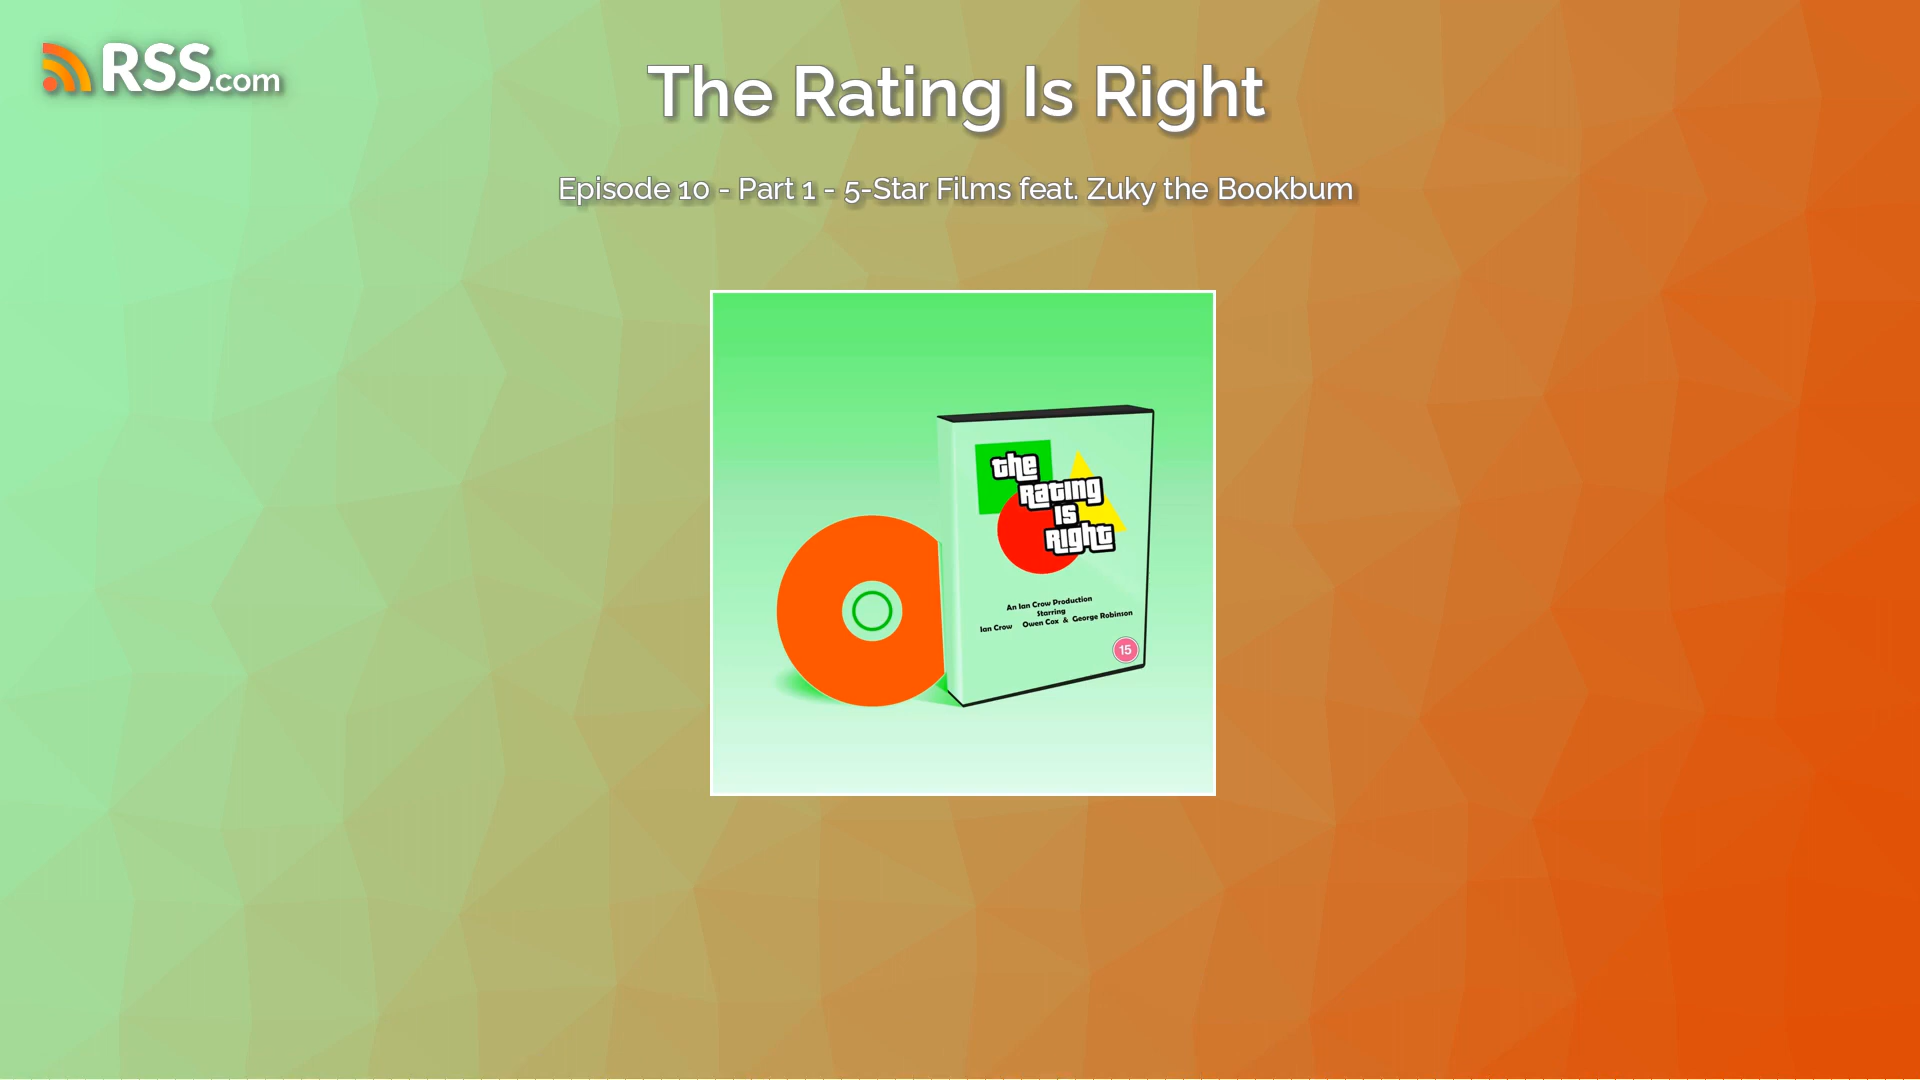 RSS.com
The Rating Is Right
Episode 10 - Part 1 - 5-Star Films feat. Zuky the Bookbum
the
Rating
Is
Right
An Ian Crow Production
Starring
Ian Crow Owen Cox & George Robinson
15